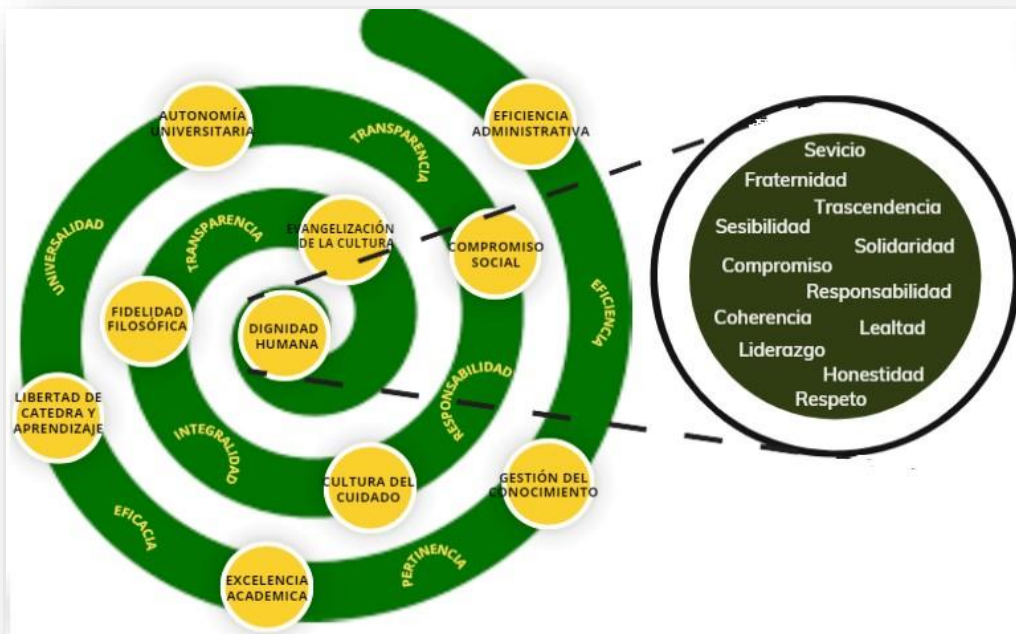 AUTONOMÍA
UNIVERSITARIA
EFICIENCIA
ADMINISTRATIVA
TRANSPARENCIA
UNIVERSALIDAD
TRANSPARENCIA
EVANGELIZACIÓN
DE LA CULTURA
COMPROMISO
SOCIAL
FIDELIDAD
FILOSÓFICA
DIGNIDAD
HUMANA
EFICIENCIA
LIBERTAD DE
CATEDRA Y
APRENDIZAJE
INTEGRALIDAD
RESPONSABILIDAD
CULTURA DEL
CUIDADO
GESTIÓN DEL
CONOCIMIENTO
EFICACIA
PERTINENCIA
EXCELENCIA
ACADEMICA
Sevicio
Fraternidad
Trascendencia
Sesibilidad
Solidaridad
Compromiso
Responsabilidad
Coherencia
Lealtad
Liderazgo
Honestidad
Respeto